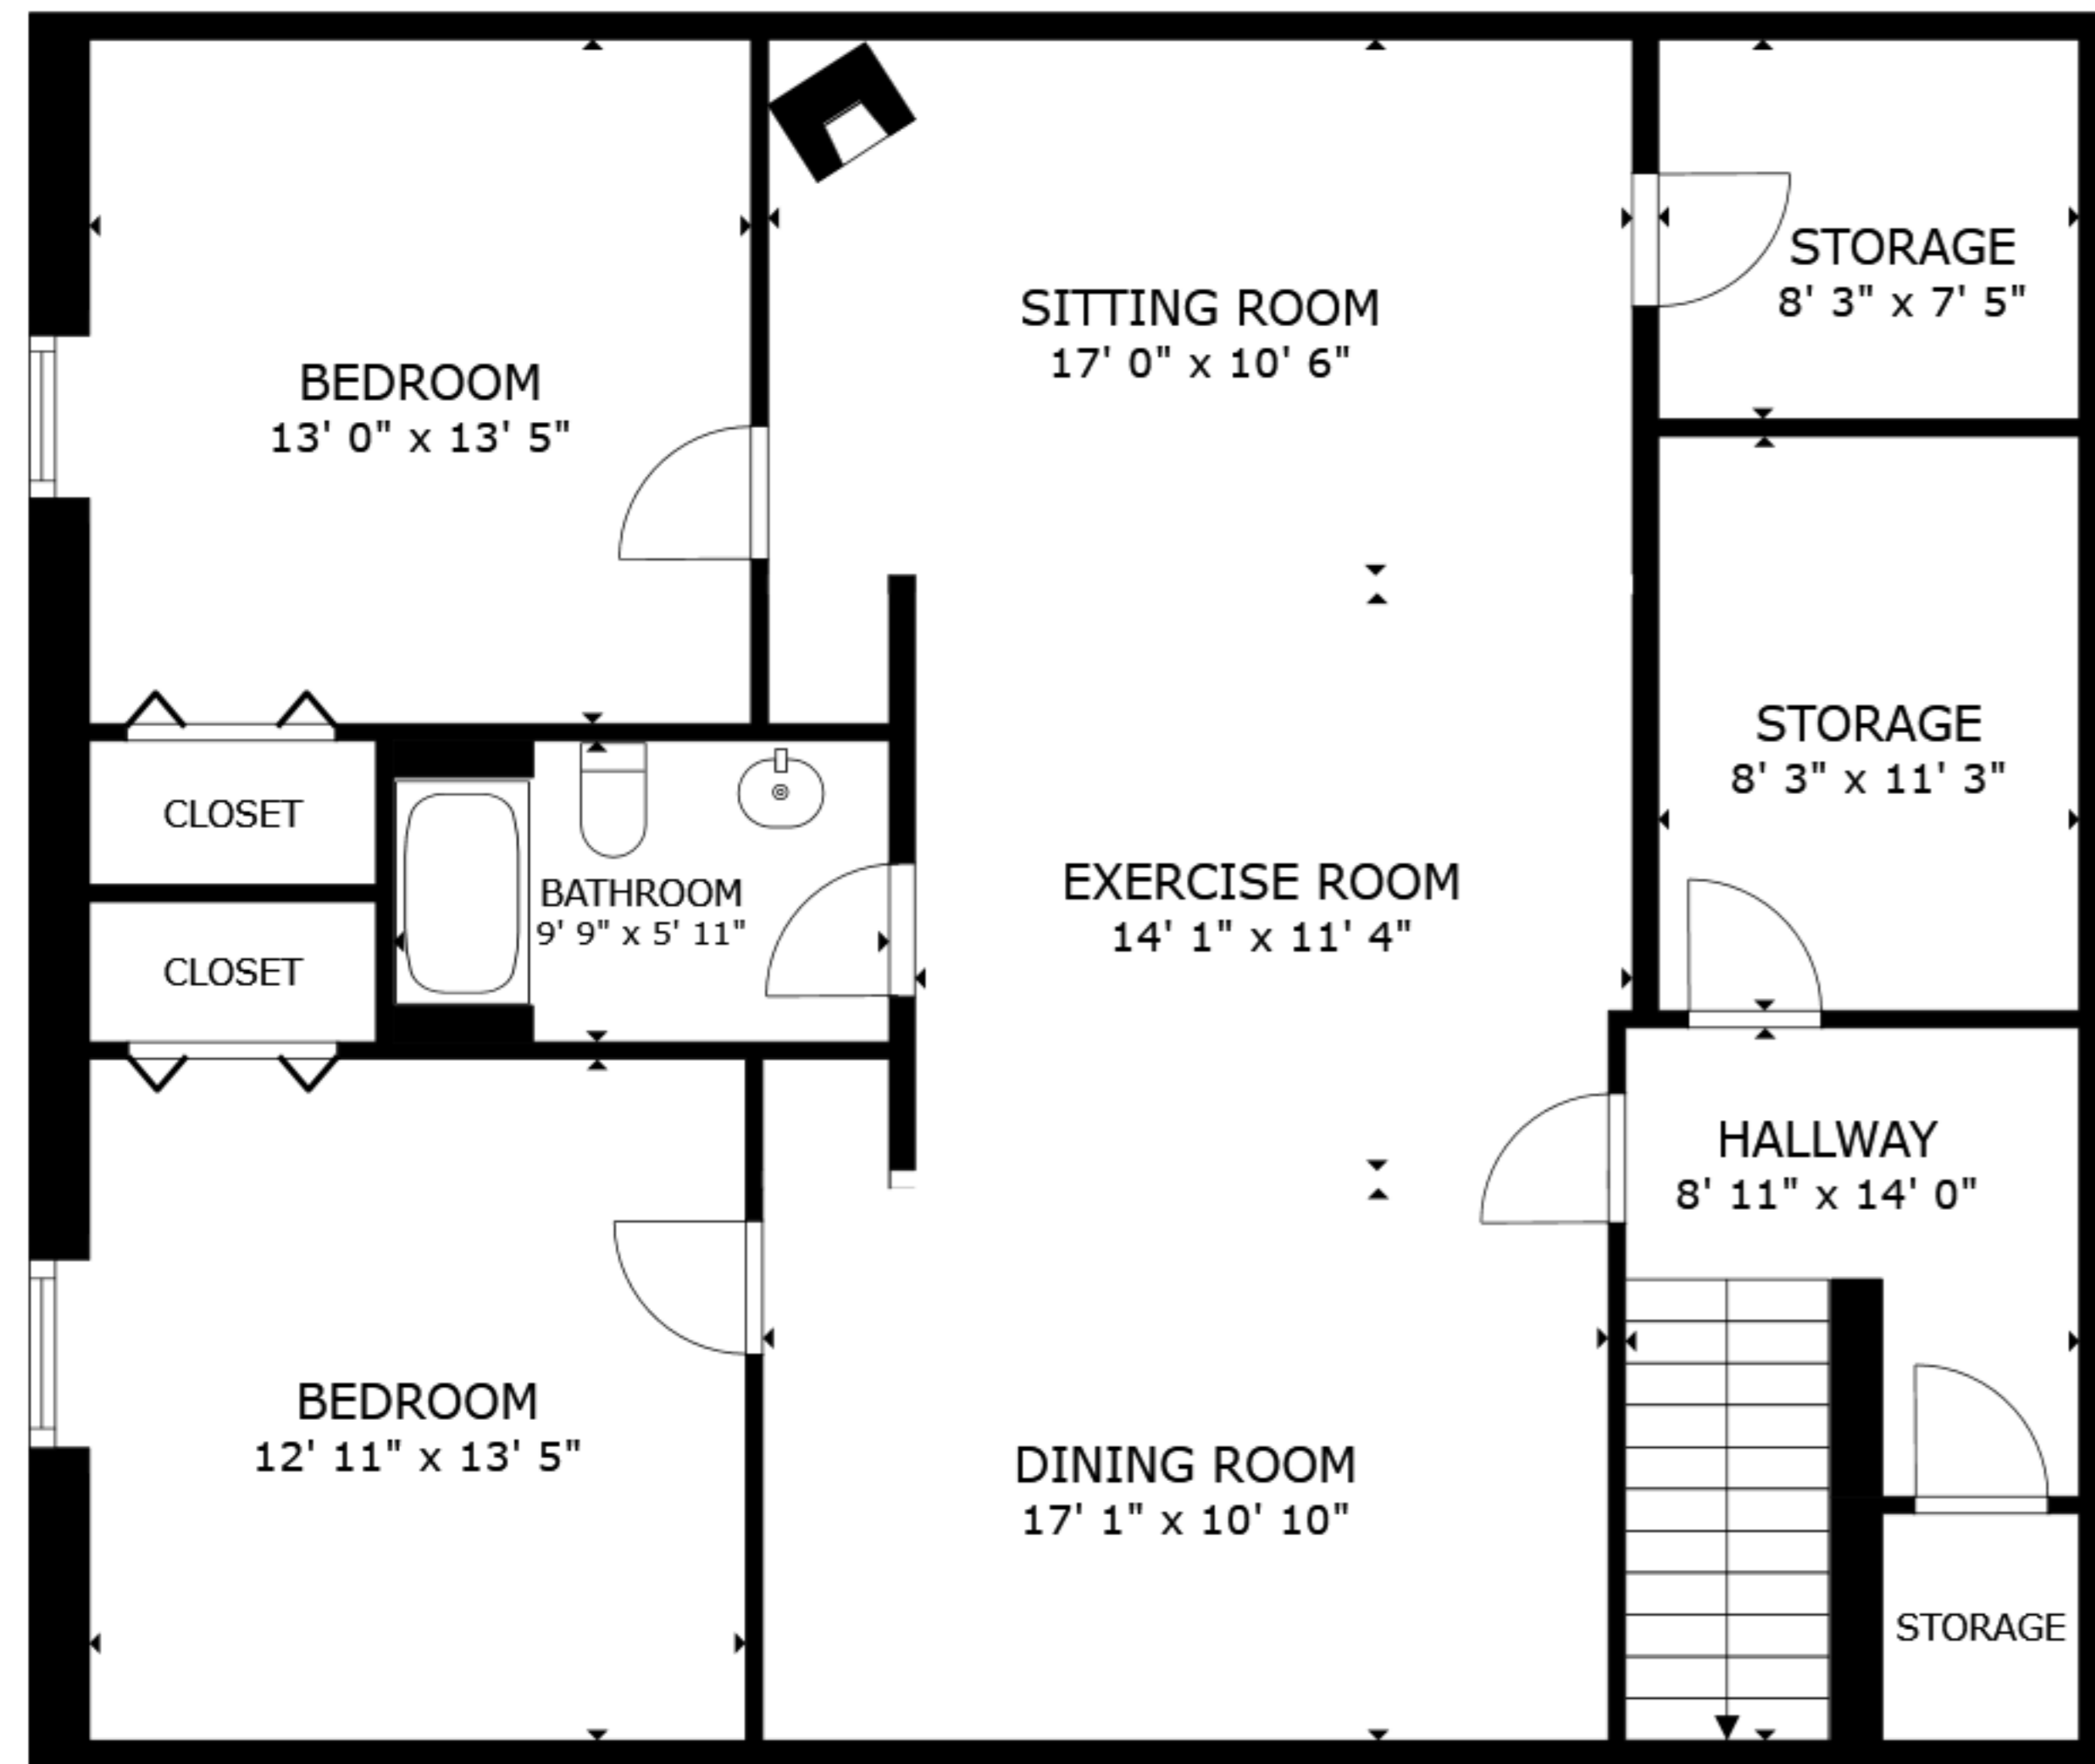 BEDROOM
13' 0" x 13' 5"
SITTING ROOM
17' 0" x 10' 6"
STORAGE
8' 3" x 7' 5"
STORAGE
8' 3" x 11' 3"
CLOSET
BATHROOM
9' 9" x 5' 11"
EXERCISE ROOM
14' 1" x 11' 4"
CLOSET
HALLWAY
8' 11" x 14' 0"
BEDROOM
12' 11" x 13' 5"
DINING ROOM
17' 1" x 10' 10"
STORAGE